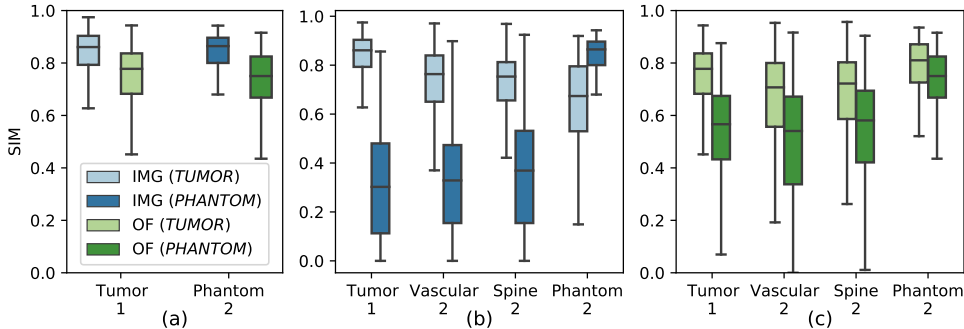 SIM
1.0
0.8
0.6
0.4
0.2
0.0
IMG (TUMOR)
IMG (PHANTOM)
OF (TUMOR)
OF (PHANTOM)
Tumor
1
Phantom
2
(a)
1.0
0.8
0.6
0.4
0.2
0.0
Tumor
1
Vascular
2
Spine
2
Phantom
2
(b)
1.0
0.8
0.6
0.4
0.2
0.0
Tumor
1
Vascular
2
Spine
2
Phantom
2
(c)